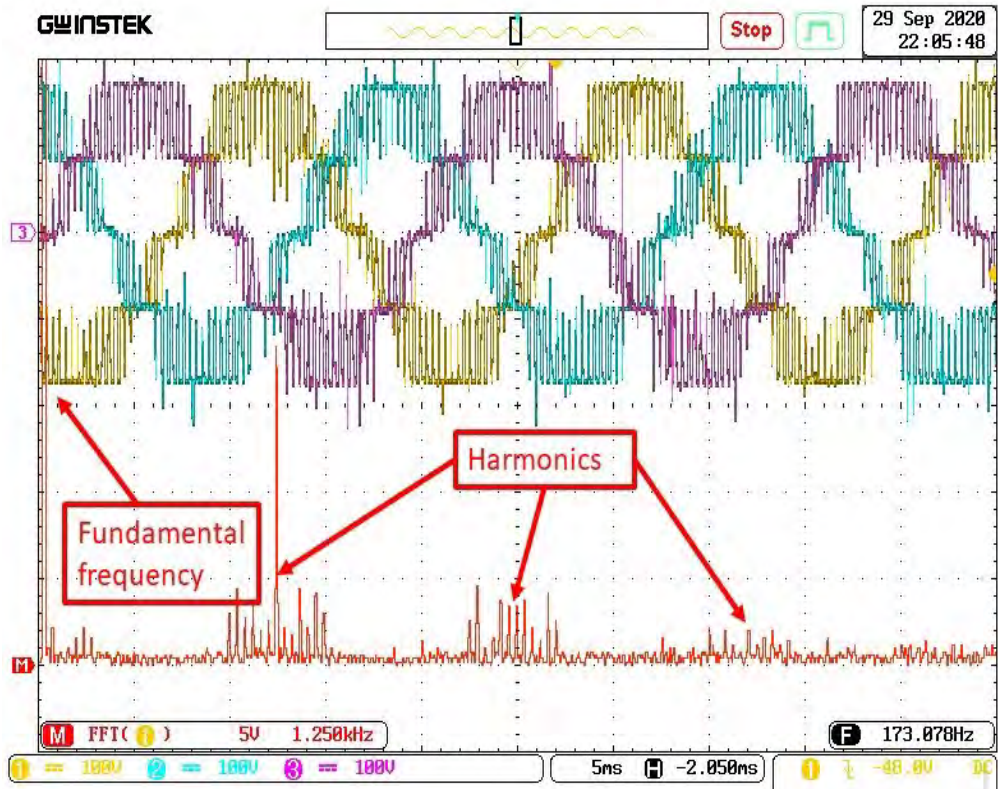 GWINSTEK
Stop
29 Sep 2020
22:05:48
3
Harmonics
Fundamental
frequency
M
M FFT( 1 ) 5V 1.250kHz
F 173.078Hz
1 100V 2 100V 3 100V
5ms H -2.050ms
1 -48.0V DC